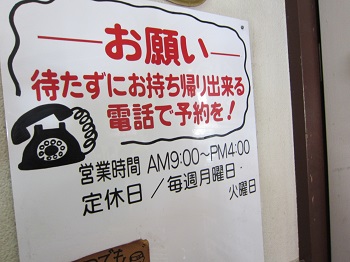 お願い
待たずにお持ち帰り出来る
電話で予約を!
営業時間 AM9:00~PM4:00
定休日/毎週月曜日・
火曜日